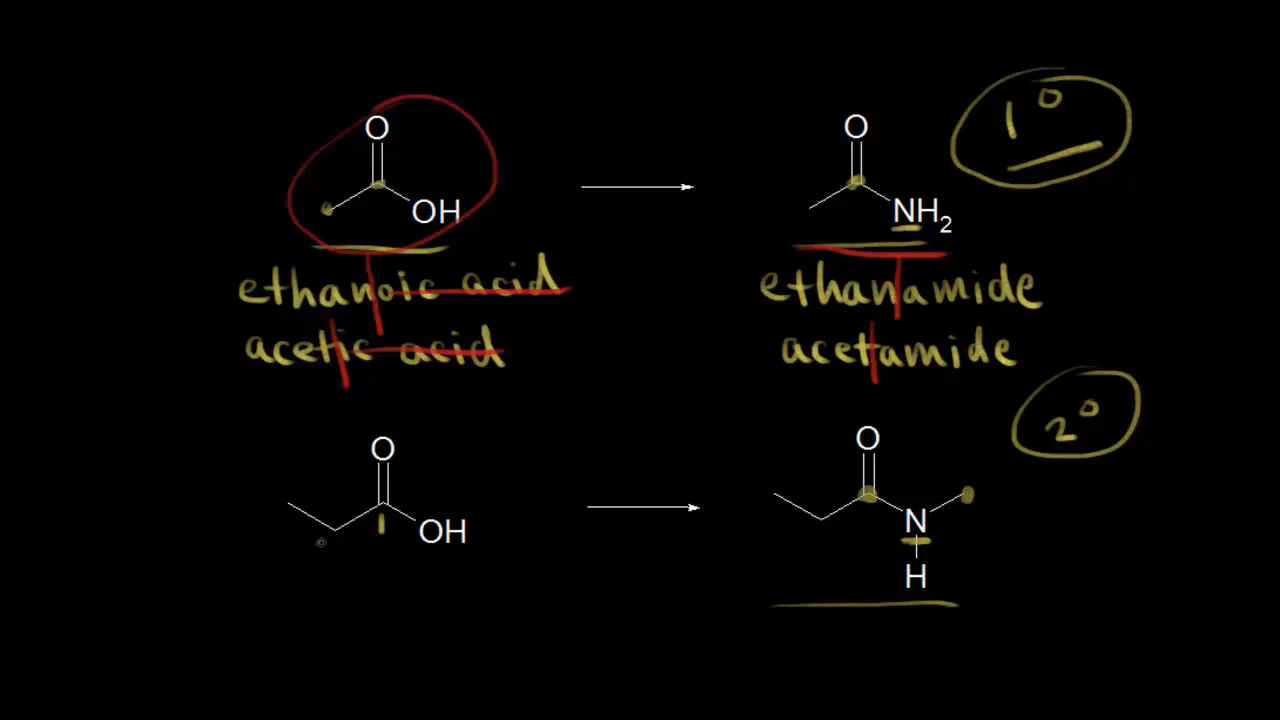 O
OH
O
NH2
1°
ethanoic acid
acetic acid
ethanamide
acetamide
O
OH
O
N
H
2°